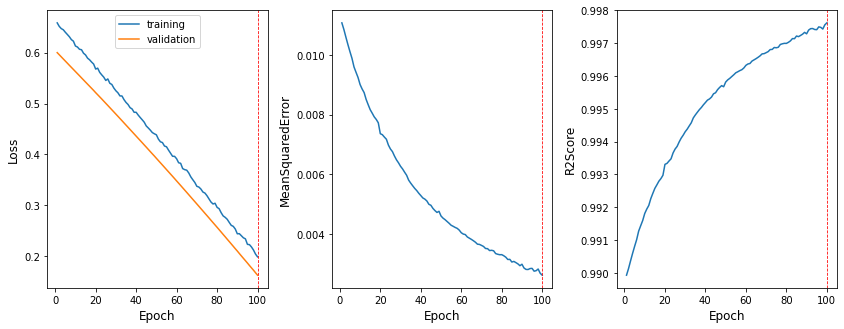 training
validation
Loss
0.6
0.5
0.4
0.3
0.2
0 20 40 60 80 100
Epoch
MeanSquaredError
0.010
0.008
0.006
0.004
0 20 40 60 80 100
Epoch
R2Score
0.998
0.997
0.996
0.995
0.994
0.993
0.992
0.991
0.990
0 20 40 60 80 100
Epoch